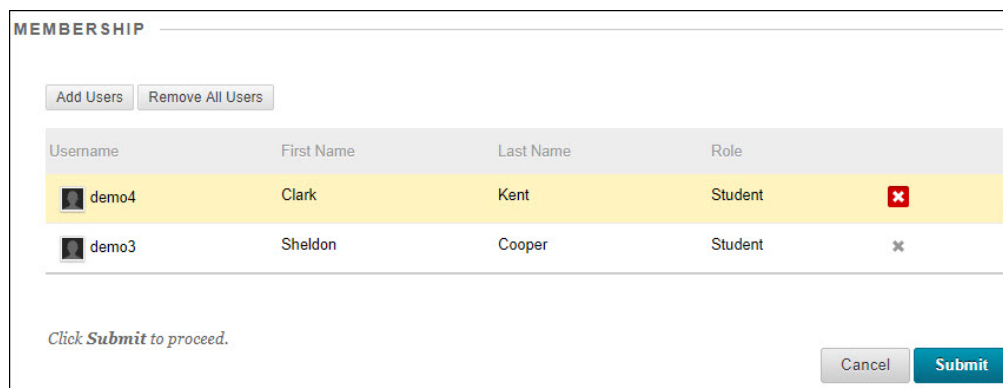 MEMBERSHIP
Add Users Remove All Users
Username First Name Last Name Role
demo4 Clark Kent Student
demo3 Sheldon Cooper Student
Click Submit to proceed.
Cancel Submit